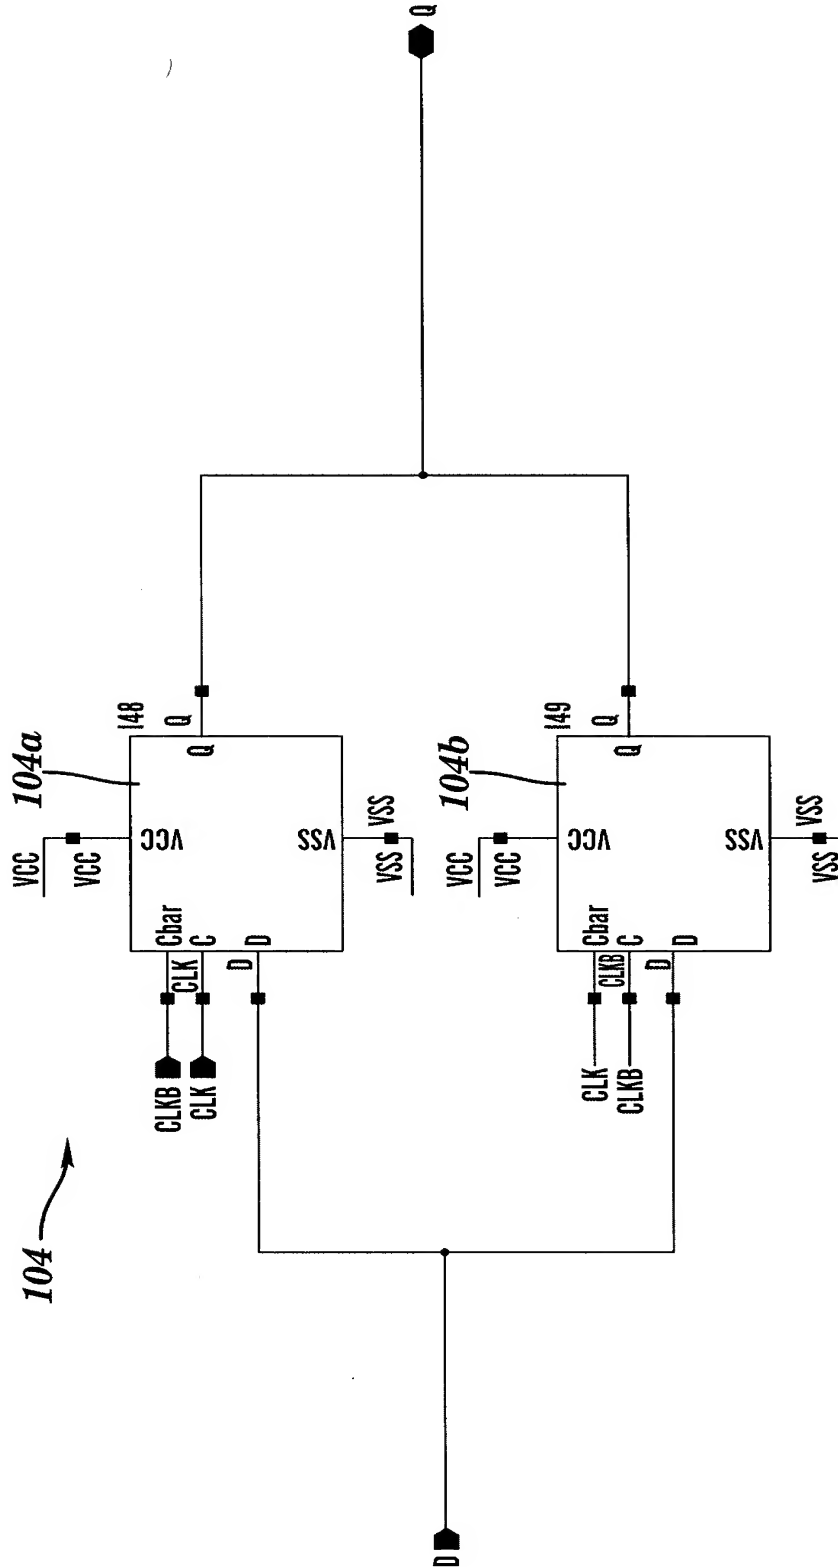 104
104a
I48
VCC
VCC
VCC
CLKB
Cbar
CLK
CLK
C
Q
Q
D
D
VSS
VSS
VSS
104b
I49
VCC
VCC
VCC
CLK
Cbar
CLKB
CLKB
C
Q
Q
D
D
VSS
VSS
VSS
D
Q